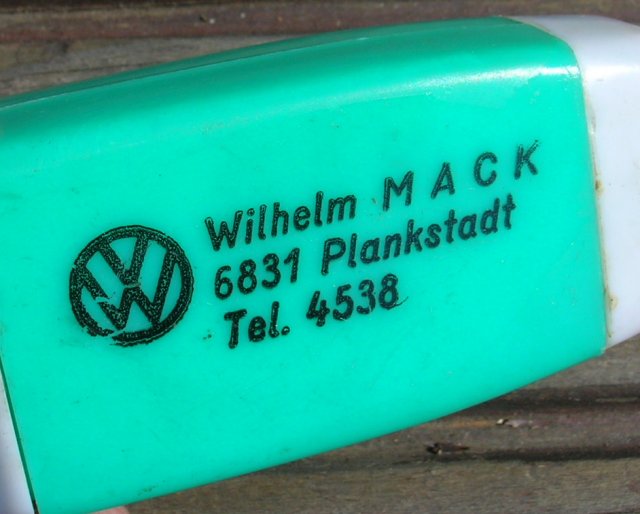 Wilhelm MACK
6831 Plankstadt
Tel. 4538